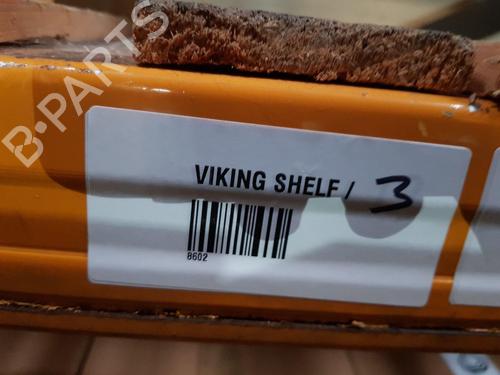 B-PARTS
VIKING SHELF / 3
8602